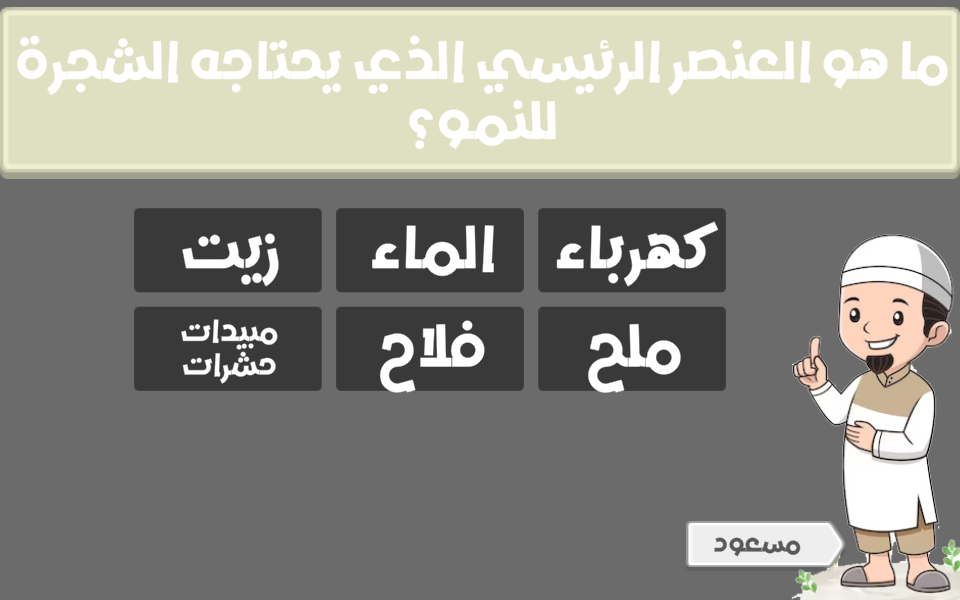 ما هو العنصر الرئيسي الذي يحتاجه الشجرة
للنمو؟
كهرباء
الماء
زيت
ملح
فلاح
مبيدات
حشرات
مسعود